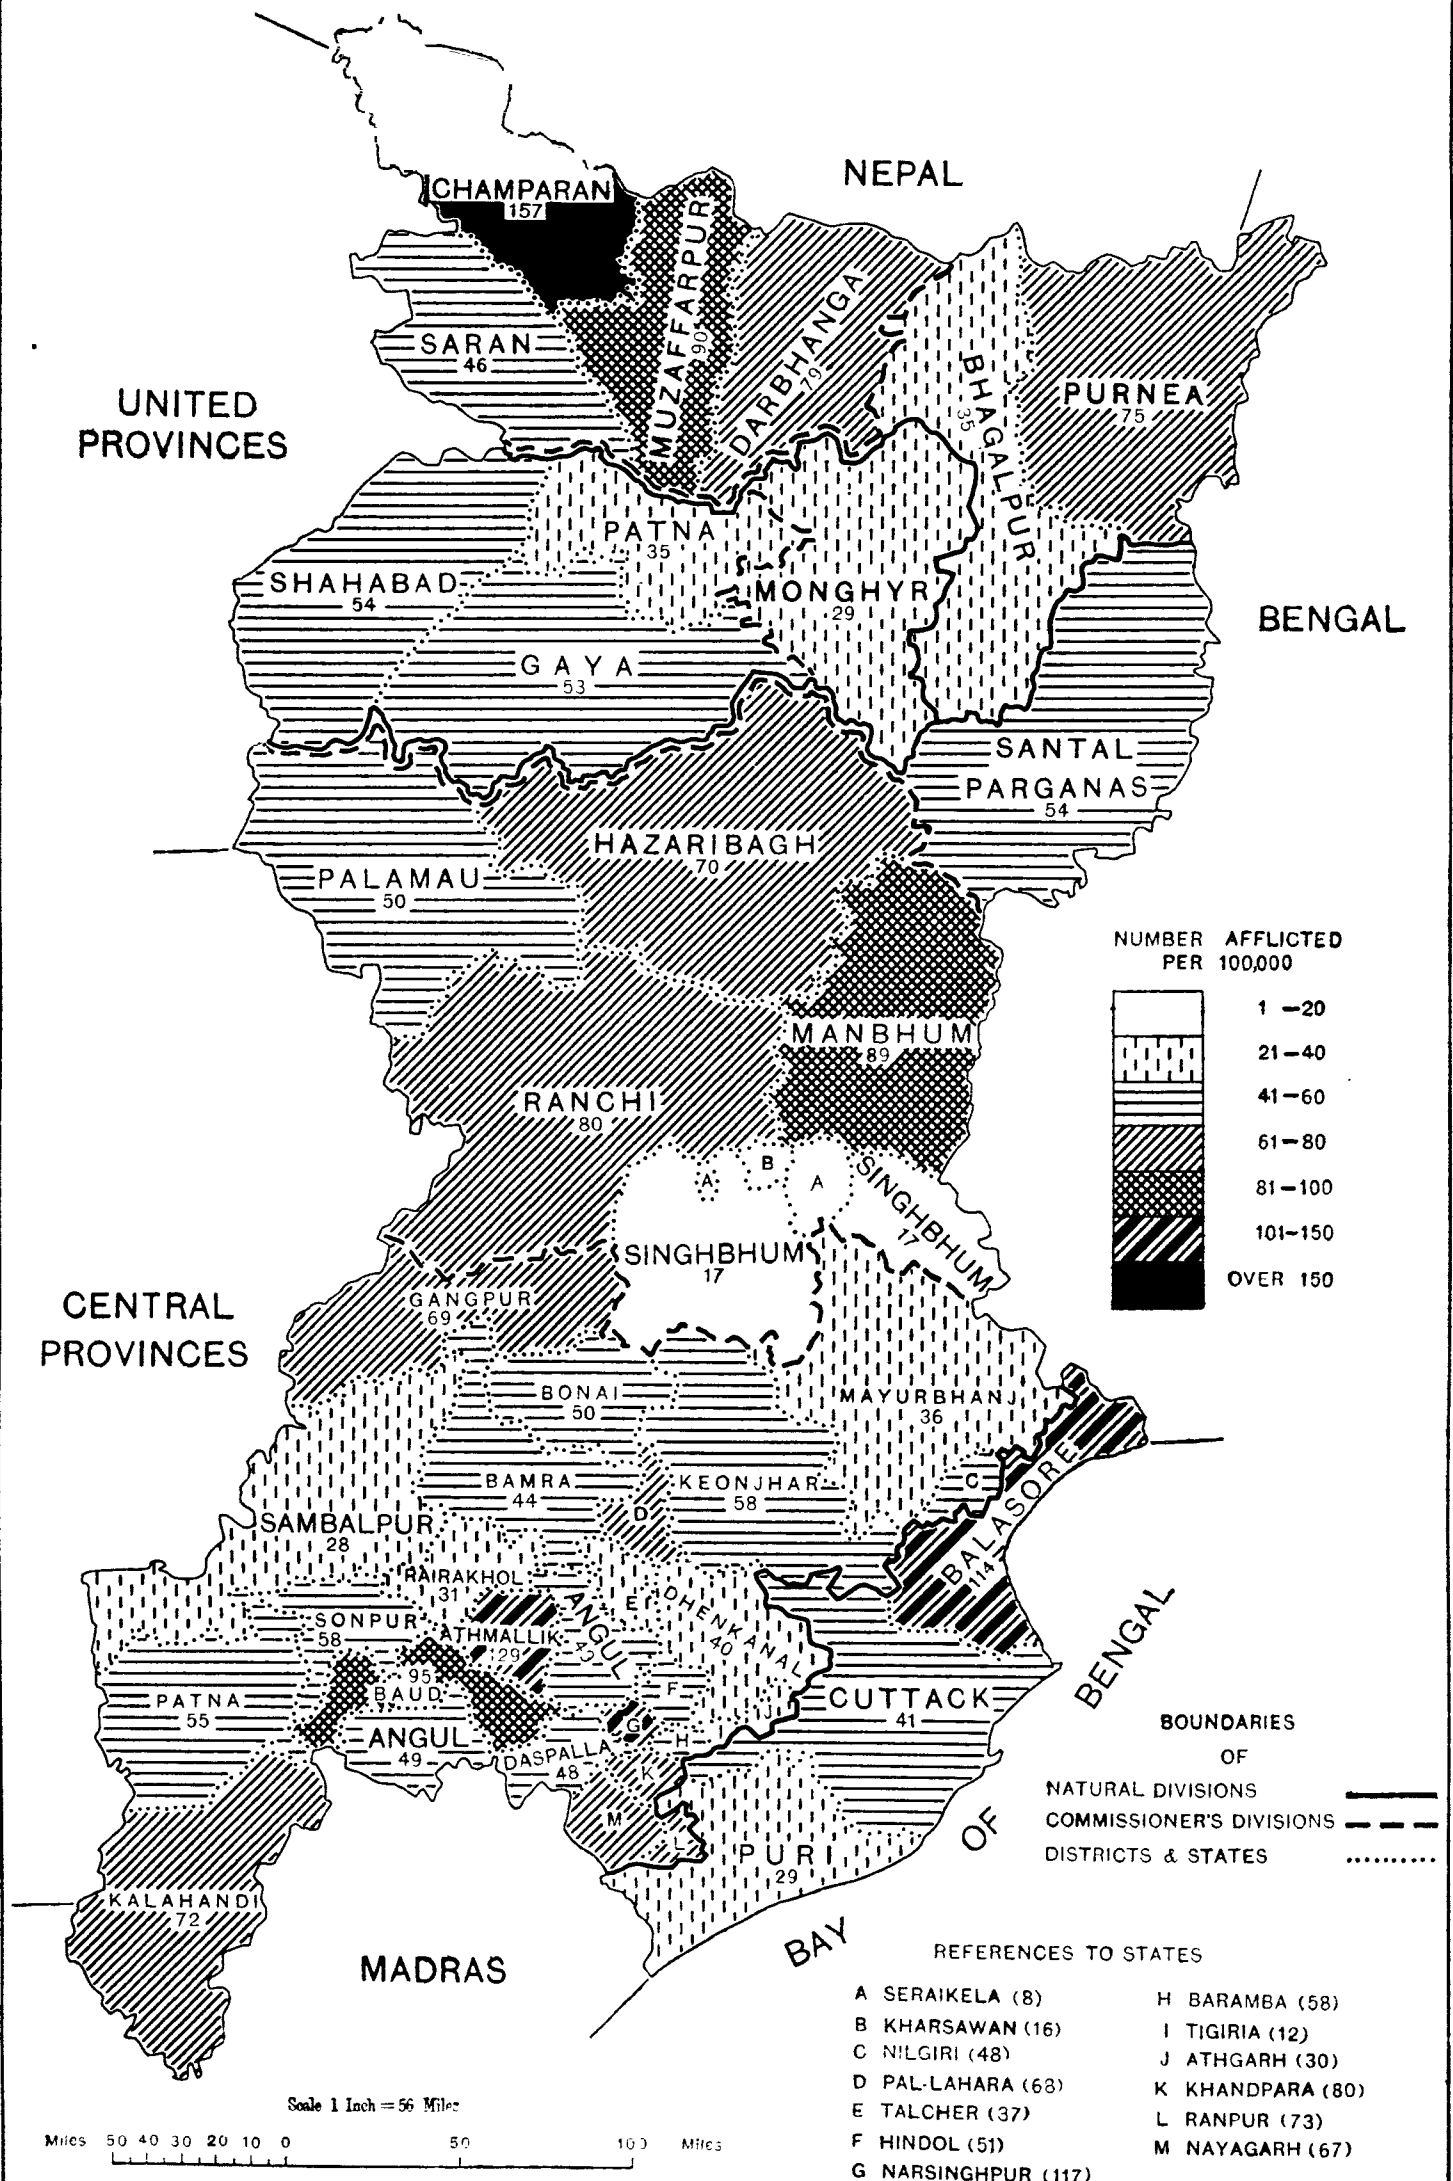 NEPAL
CHAMPARAN
157
MUZAFFARPUR
90
DARBHANGA
79
SARAN
46
BHAGALPUR
35
PURNEA
75
UNITED
PROVINCES
PATNA
35
SHAHABAD
54
MONGHYR
29
BENGAL
GAYA
53
SANTAL
PARGANAS
54
HAZARIBAGH
70
PALAMAU
50
NUMBER AFFLICTED
PER 100,000
1 - 20
21 - 40
41 - 60
61 - 80
81 - 100
101 - 150
OVER 150
MANBHUM
89
RANCHI
80
A
B
A
SINGHBHUM
17
SINGHBHUM
17
CENTRAL
PROVINCES
GANGPUR
69
BONAI
50
MAYURBHANJ
36
BAMRA
44
KEONJHAR
58
C
D
BALASORE
114
SAMBALPUR
28
RAIRAKHOL
31
SONPUR
58
ATHMALLIK
129
ANGUL
E
DHENKANAL
40
PATNA
55
95
BAUD
ANGUL
49
F
G
H
J
CUTTACK
41
DASPALLA
48
K
M
L
PURI
29
KALAHANDI
72
MADRAS
BAY OF BENGAL
BOUNDARIES
OF
NATURAL DIVISIONS
COMMISSIONER'S DIVISIONS
DISTRICTS & STATES
REFERENCES TO STATES
A SERAIKELA (8)
B KHARSAWAN (16)
C NILGIRI (48)
D PAL-LAHARA (68)
E TALCHER (37)
F HINDOL (51)
G NARSINGHPUR (117)
H BARAMBA (58)
I TIGIRIA (12)
J ATHGARH (30)
K KHANDPARA (80)
L RANPUR (73)
M NAYAGARH (67)
Scale 1 Inch = 56 Miles
Miles 50 40 30 20 10 0 50 100 Miles